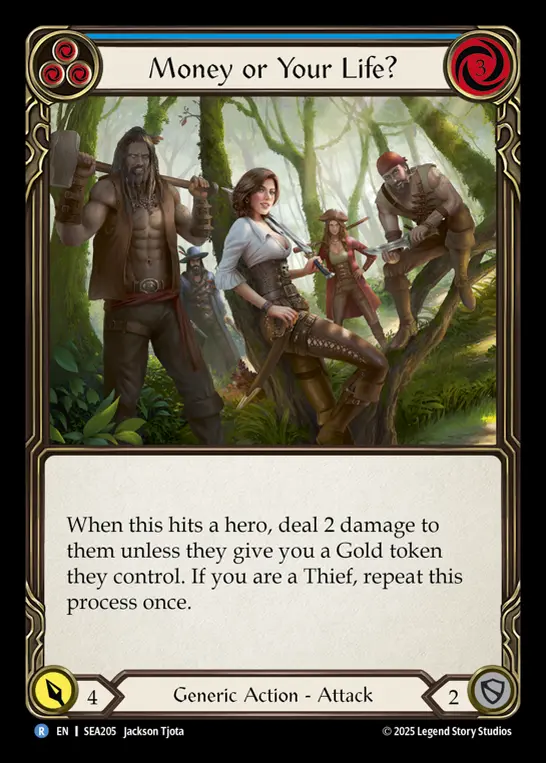 Money or Your Life?
3
When this hits a hero, deal 2 damage to
them unless they give you a Gold token
they control. If you are a Thief, repeat this
process once.
4
Generic Action - Attack
2
R EN | SEA205 Jackson Tjota
© 2025 Legend Story Studios